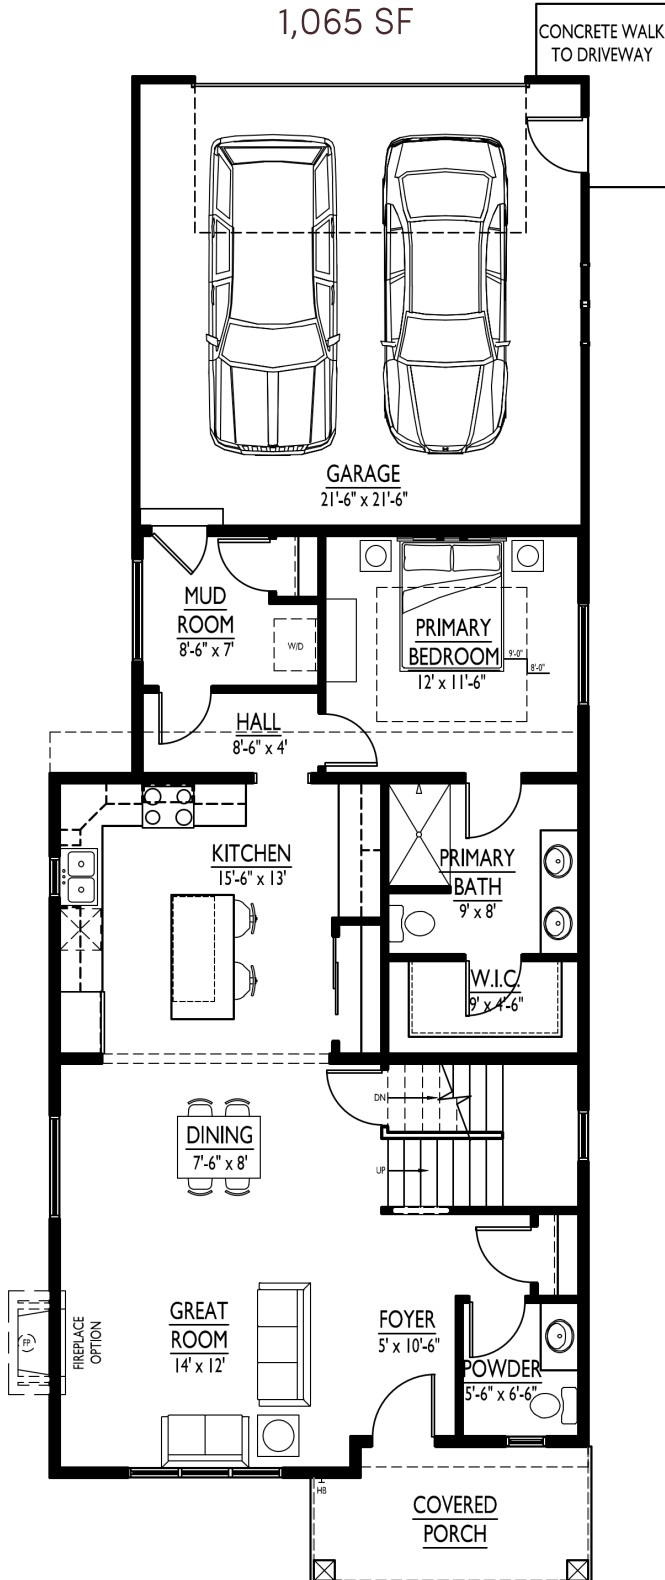 1,065 SF
CONCRETE WALK
TO DRIVEWAY
GARAGE
21'-6" x 21'-6"
MUD
ROOM
8'-6" x 7'
W/D
PRIMARY
BEDROOM
12' x 11'-6"
9'-0"
8'-0"
HALL
8'-6" x 4'
KITCHEN
15'-6" x 13'
PRIMARY
BATH
9' x 8'
W.I.C.
9' x 4'-6"
DN
UP
DINING
7'-6" x 8'
GREAT
ROOM
14' x 12'
FP
FIREPLACE
OPTION
FOYER
5' x 10'-6"
POWDER
5'-6" x 6'-6"
HB
COVERED
PORCH